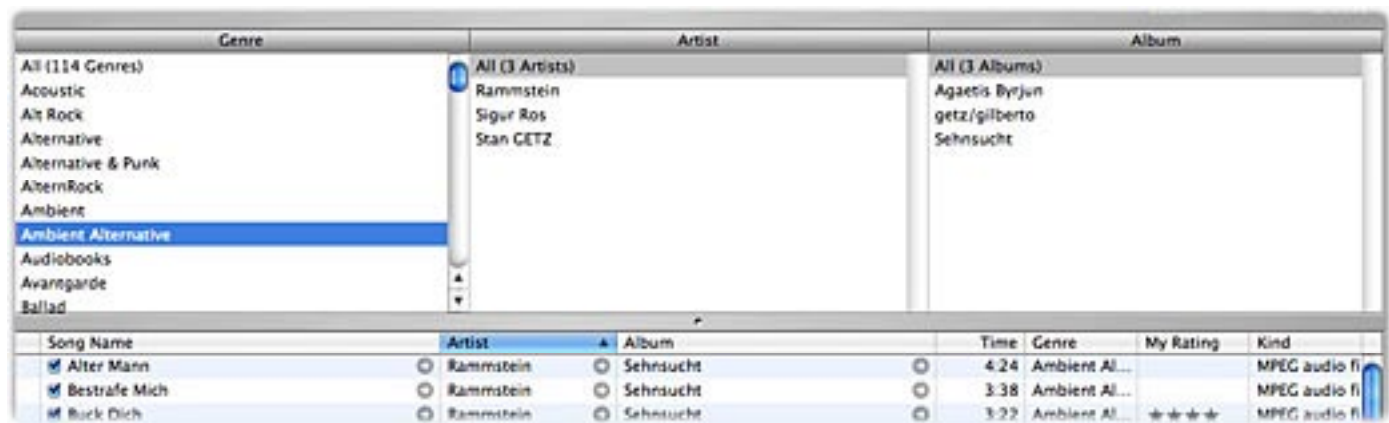 Genre Artist Album
All (114 Genres)
Acoustic
Alt Rock
Alternative
Alternative & Punk
AlternRock
Ambient
Ambient Alternative
Audiobooks
Avantgarde
Ballad
All (3 Artists)
Rammstein
Sigur Ros
Stan GETZ
All (3 Albums)
Agaetis Byrjun
getz/gilberto
Sehnsucht
Song Name Artist Album Time Genre My Rating Kind
Alter Mann Rammstein Sehnsucht 4:24 Ambient Al... MPEG audio fi
Bestrafe Mich Rammstein Sehnsucht 3:38 Ambient Al... MPEG audio fi
Buck Dich Rammstein Sehnsucht 3:22 Ambient Al... ★★★★ MPEG audio fi